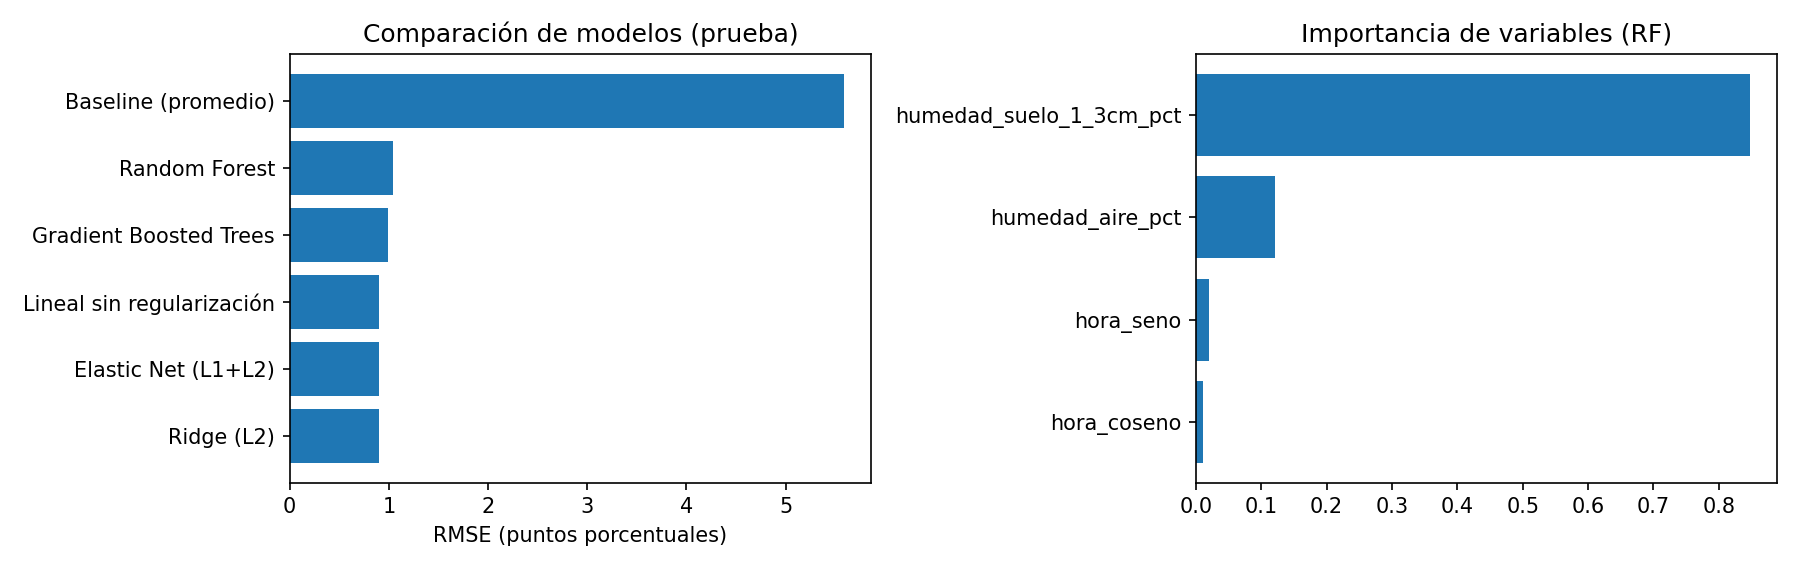 Comparación de modelos (prueba)
Baseline (promedio)
Random Forest
Gradient Boosted Trees
Lineal sin regularización
Elastic Net (L1+L2)
Ridge (L2)
0 1 2 3 4 5
RMSE (puntos porcentuales)
Importancia de variables (RF)
humedad_suelo_1_3cm_pct
humedad_aire_pct
hora_seno
hora_coseno
0.0 0.1 0.2 0.3 0.4 0.5 0.6 0.7 0.8